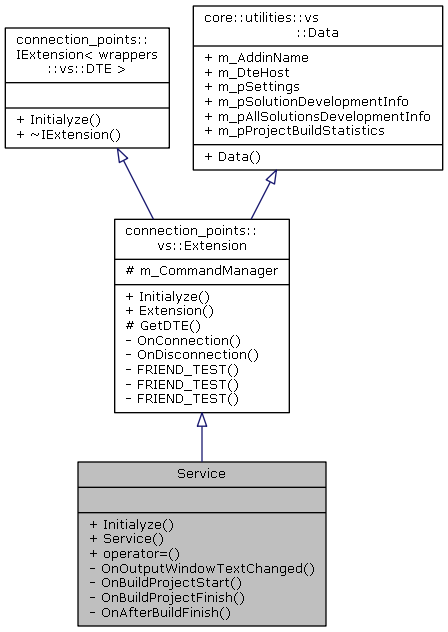 connection_points::
IExtension< wrappers
::vs::DTE >
+ Initialyze()
+ ~IExtension()
core::utilities::vs
::Data
+ m_AddinName
+ m_DteHost
+ m_pSettings
+ m_pSolutionDevelopmentInfo
+ m_pAllSolutionsDevelopmentInfo
+ m_pProjectBuildStatistics
+ Data()
connection_points::
vs::Extension
# m_CommandManager
+ Initialyze()
+ Extension()
# GetDTE()
- OnConnection()
- OnDisconnection()
- FRIEND_TEST()
- FRIEND_TEST()
- FRIEND_TEST()
Service
+ Initialyze()
+ Service()
+ operator=()
- OnOutputWindowTextChanged()
- OnBuildProjectStart()
- OnBuildProjectFinish()
- OnAfterBuildFinish()